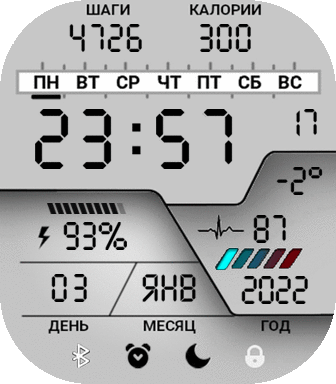 ШАГИ КАЛОРИИ
4726 300
ПН ВТ СР ЧТ ПТ СБ ВС
23:57 17
-2°
93% 87
03 ЯНВ 2022
ДЕНЬ МЕСЯЦ ГОД